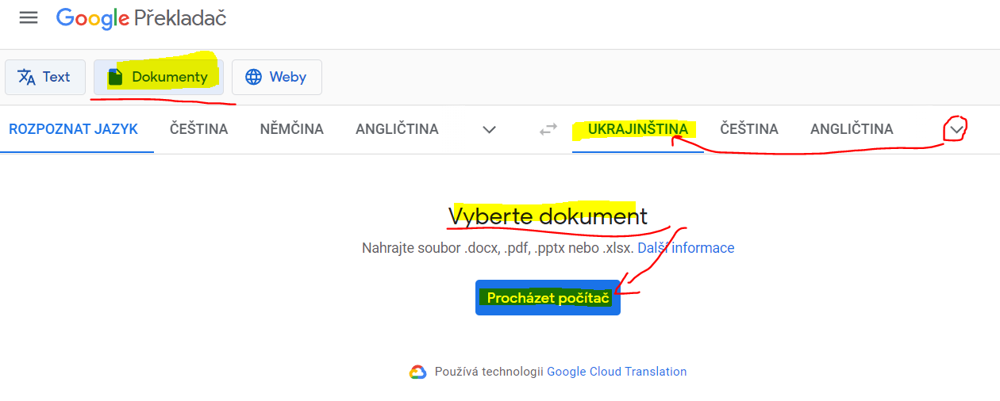 Google Překladač
Text Dokumenty Weby
ROZPOZNAT JAZYK ČEŠTINA NĚMČINA ANGLIČTINA UKRAJINŠTINA ČEŠTINA ANGLIČTINA
Vyberte dokument
Nahrajte soubor .docx, .pdf, .pptx nebo .xlsx. Další informace
Procházet počítač
Používá technologii Google Cloud Translation